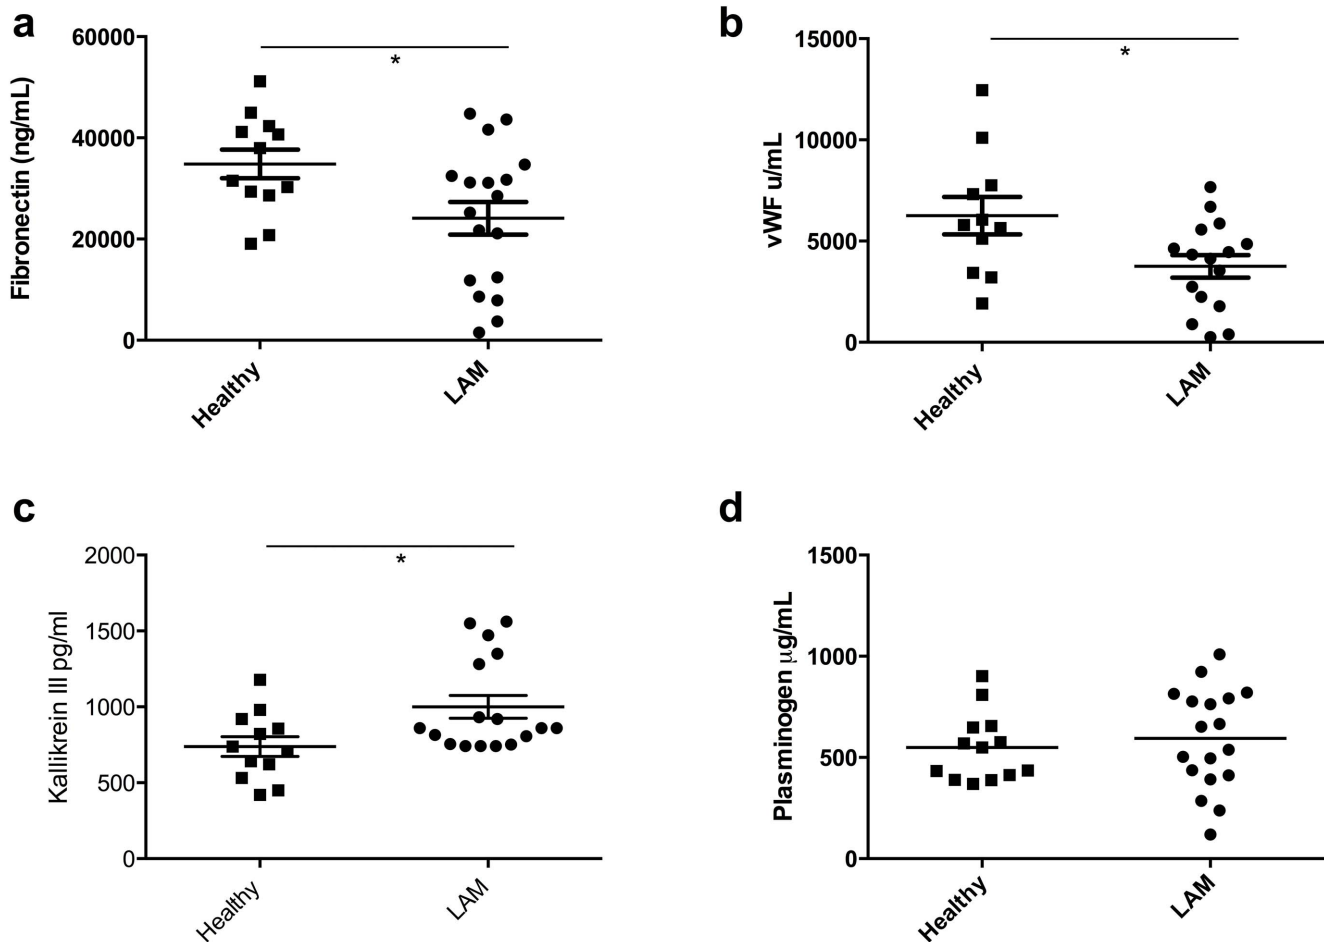 a
Fibronectin (ng/mL)
60000
40000
20000
0
*
Healthy
LAM
b
vWF u/mL
15000
10000
5000
0
*
Healthy
LAM
c
Kallikrein III pg/ml
2000
1500
1000
500
0
*
Healthy
LAM
d
Plasminogen μg/mL
1500
1000
500
0
Healthy
LAM